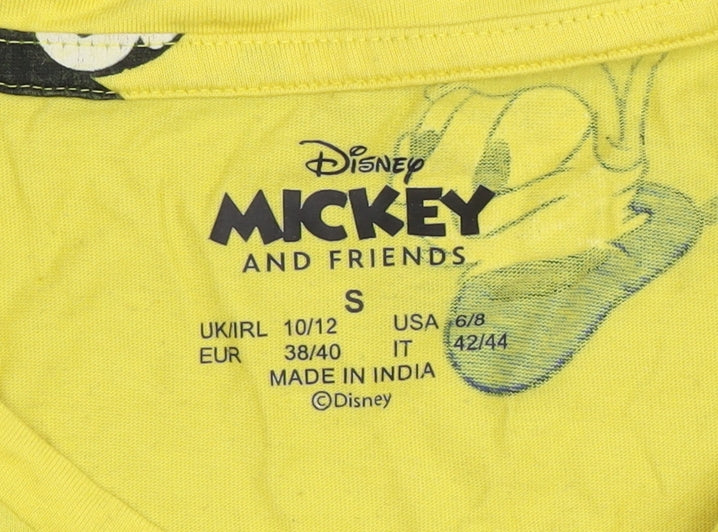 Disney
MICKEY
AND FRIENDS
S
UK/IRL 10/12 USA 6/8
EUR 38/40 IT 42/44
MADE IN INDIA
©Disney